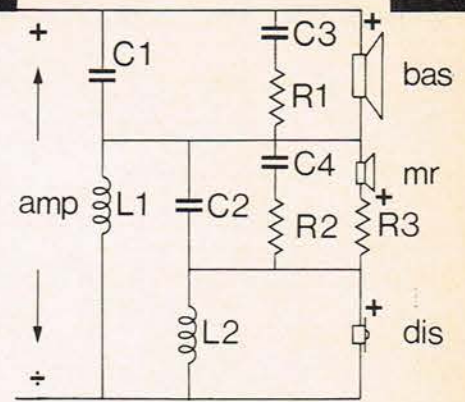 +
+
C1
C3
R1
bas
amp
L1
C2
C4
R2
mr
+
R3
L2
+
dis
÷